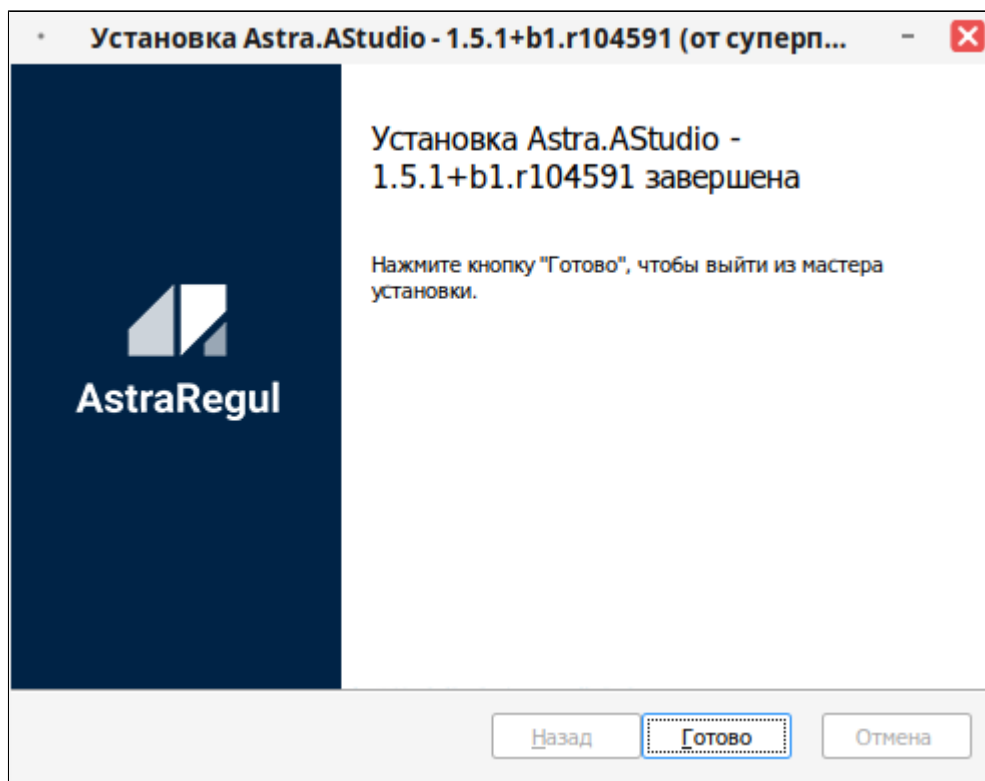 Установка Astra.AStudio - 1.5.1+b1.r104591 (от суперп...
Установка Astra.AStudio -
1.5.1+b1.r104591 завершена
Нажмите кнопку "Готово", чтобы выйти из мастера
установки.
AstraRegul
Назад
Готово
Отмена